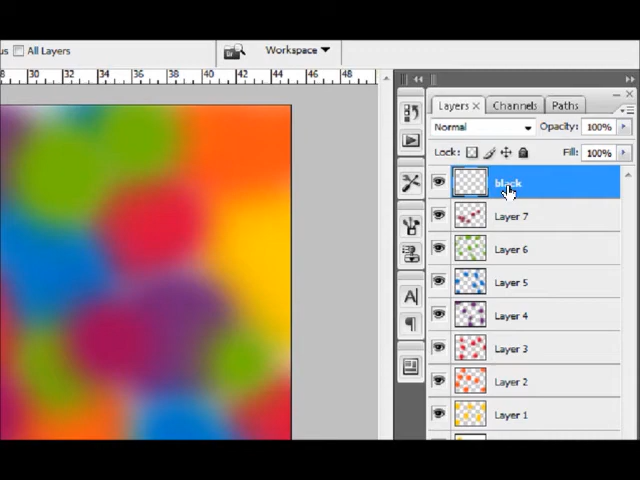 us All Layers Workspace
28 30 32 34 36 38 40 42 44 46 48
Layers Channels Paths
Normal Opacity: 100%
Lock: Fill: 100%
black
Layer 7
Layer 6
Layer 5
Layer 4
Layer 3
Layer 2
Layer 1